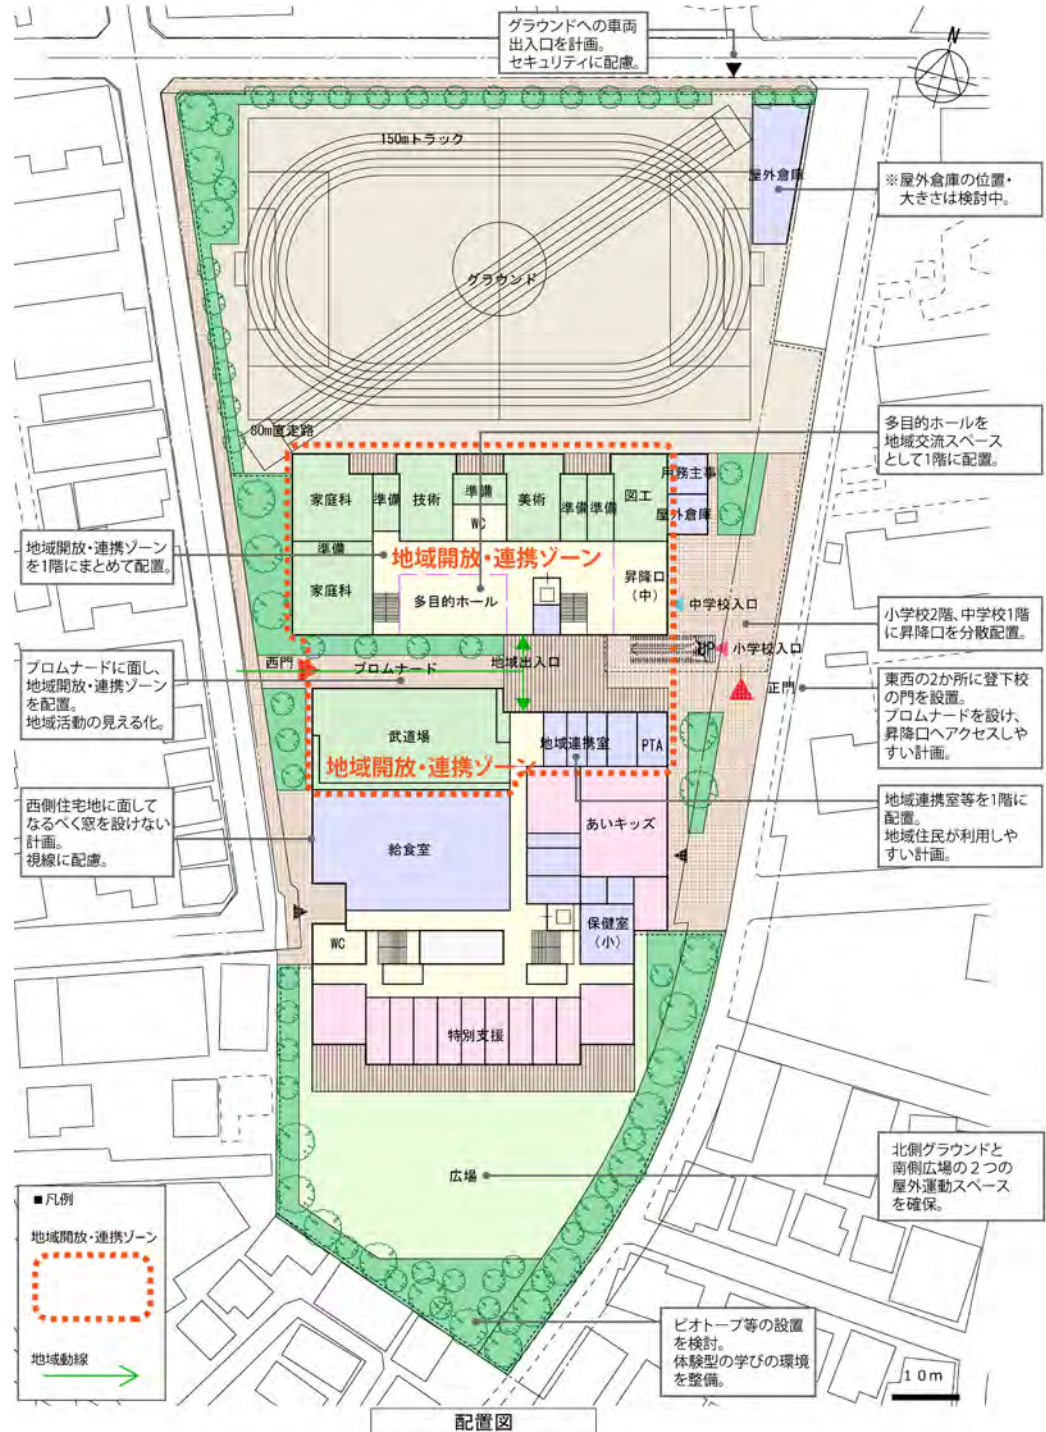 グラウンドへの車両
出入口を計画。
セキュリティに配慮。
N
150mトラック
屋外倉庫
※屋外倉庫の位置・
大きさは検討中。
グラウンド
80m直走路
多目的ホールを
地域交流スペース
として1階に配置。
家庭科
準備
技術
準備
WC
美術
準備
準備
図工
用務主事
屋外倉庫
地域開放・連携ゾーン
を1階にまとめて配置。
準備
地域開放・連携ゾーン
家庭科
多目的ホール
昇降口
(中)
中学校入口
小学校2階、中学校1階
に昇降口を分散配置。
プロムナードに面し、
地域開放・連携ゾーン
を配置。
地域活動の見える化。
西門
プロムナード
地域出入口
UP
小学校入口
正門
東西の2か所に登下校
の門を設置。
プロムナードを設け、
昇降口へアクセスしや
すい計画。
武道場
地域連携室
PTA
地域開放・連携ゾーン
西側住宅地に面して
なるべく窓を設けない
計画。
視線に配慮。
給食室
あいキッズ
地域連携室等を1階に
配置。
地域住民が利用しや
すい計画。
保健室
(小)
WC
特別支援
広場
北側グラウンドと
南側広場の2つの
屋外運動スペース
を確保。
■凡例
地域開放・連携ゾーン
地域動線
ビオトープ等の設置
を検討。
体験型の学びの環境
を整備。
10m
配置図